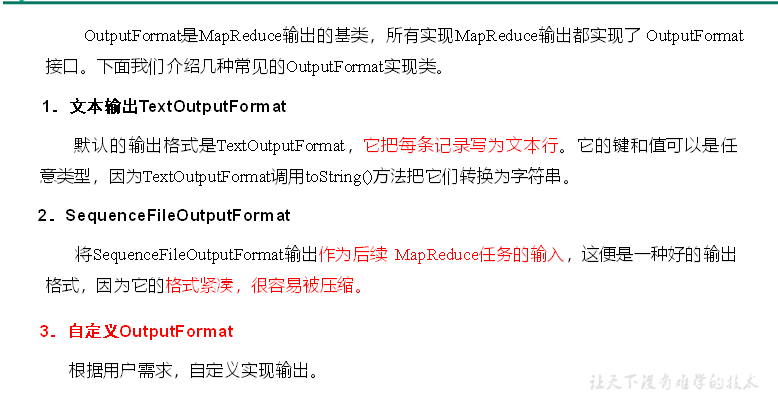 OutputFormat是MapReduce输出的基类，所有实现MapReduce输出都实现了 OutputFormat
接口。下面我们介绍几种常见的OutputFormat实现类。
1．文本输出TextOutputFormat
默认的输出格式是TextOutputFormat，它把每条记录写为文本行。它的键和值可以是任
意类型，因为TextOutputFormat调用toString()方法把它们转换为字符串。
2．SequenceFileOutputFormat
将SequenceFileOutputFormat输出作为后续 MapReduce任务的输入，这便是一种好的输出
格式，因为它的格式紧凑，很容易被压缩。
3．自定义OutputFormat
根据用户需求，自定义实现输出。
让天下没有难学的技术